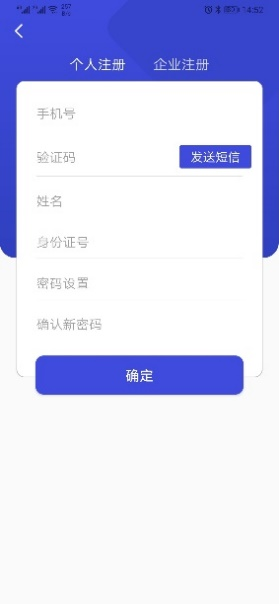 14:52
个人注册 企业注册
手机号
验证码 发送短信
姓名
身份证号
密码设置
确认新密码
确定